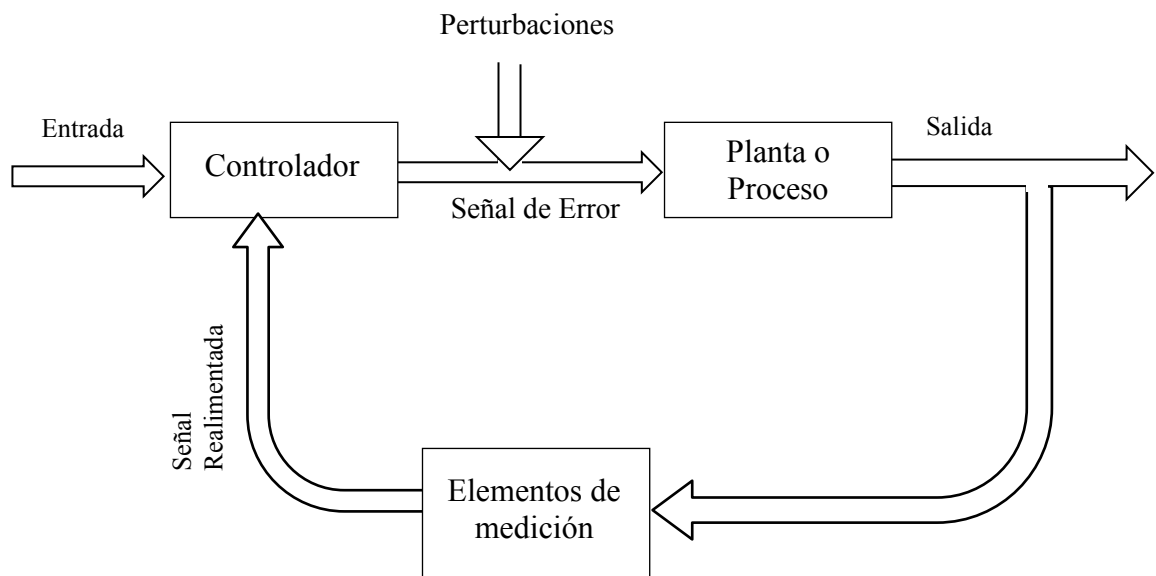 Perturbaciones
Entrada
Controlador
Señal de Error
Planta o
Proceso
Salida
Señal
Realimentada
Elementos de
medición